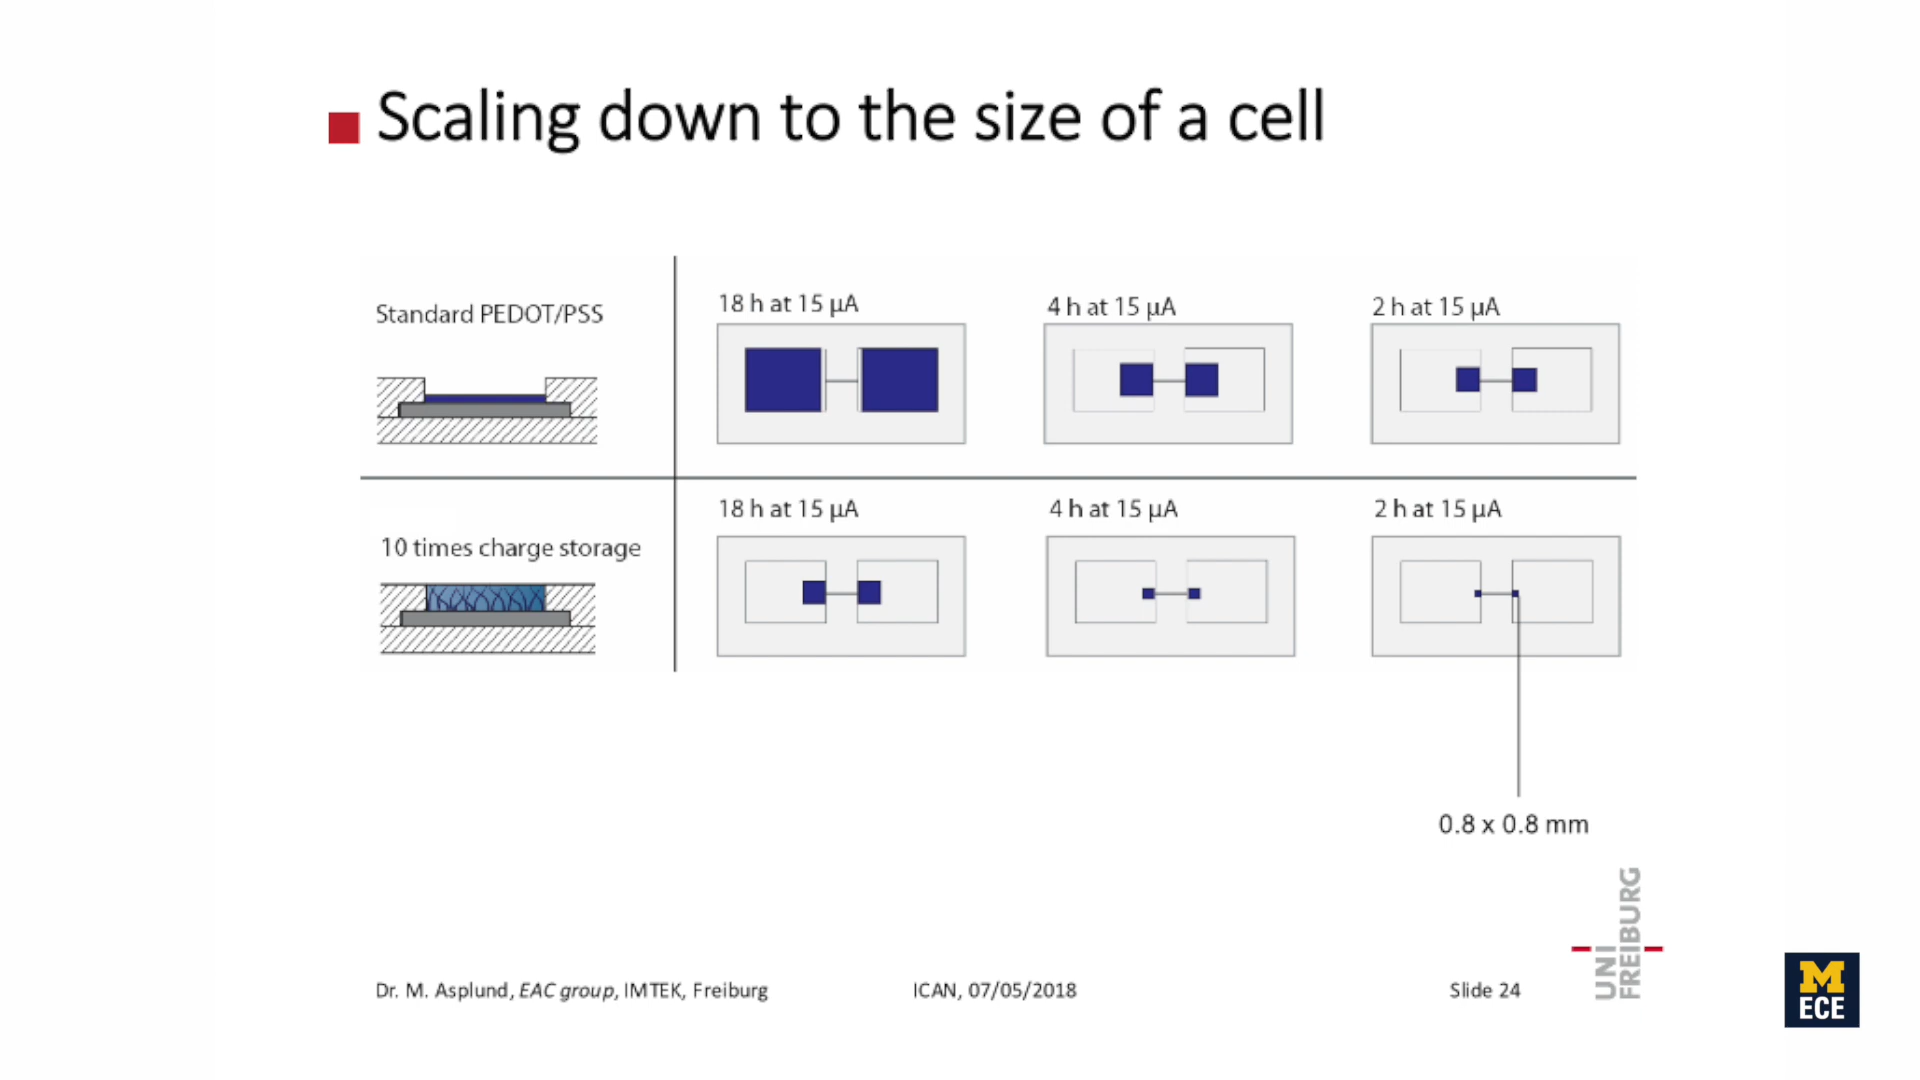 Scaling down to the size of a cell
Standard PEDOT/PSS
18 h at 15 µA
4 h at 15 µA
2 h at 15 µA
10 times charge storage
18 h at 15 µA
4 h at 15 µA
2 h at 15 µA
0.8 x 0.8 mm
UNI
FREIBURG
Dr. M. Asplund, EAC group, IMTEK, Freiburg
ICAN, 07/05/2018
Slide 24
M
ECE